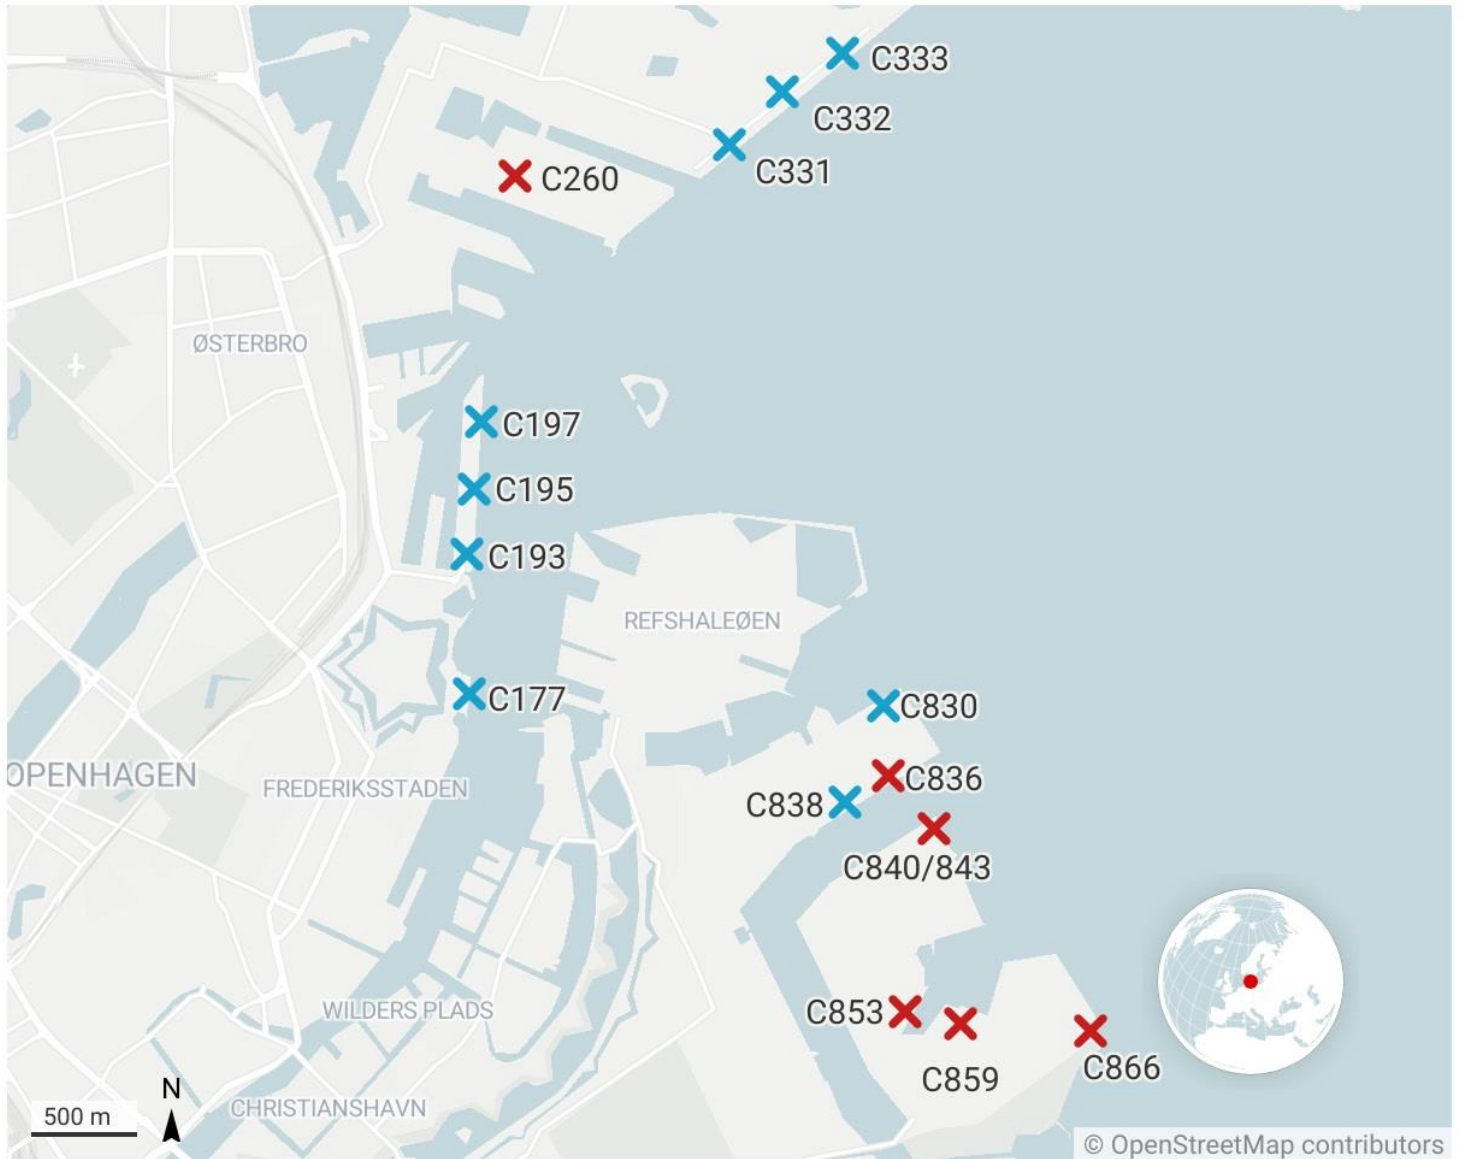 C333
C332
C331
C260
ØSTERBRO
C197
C195
C193
REFSHALEØEN
C177
C830
OPENHAGEN
C836
FREDERIKSSTADEN
C838
C840/843
WILDERS PLADS
C853
C859
C866
N
500 m
CHRISTIANSHAVN
© OpenStreetMap contributors